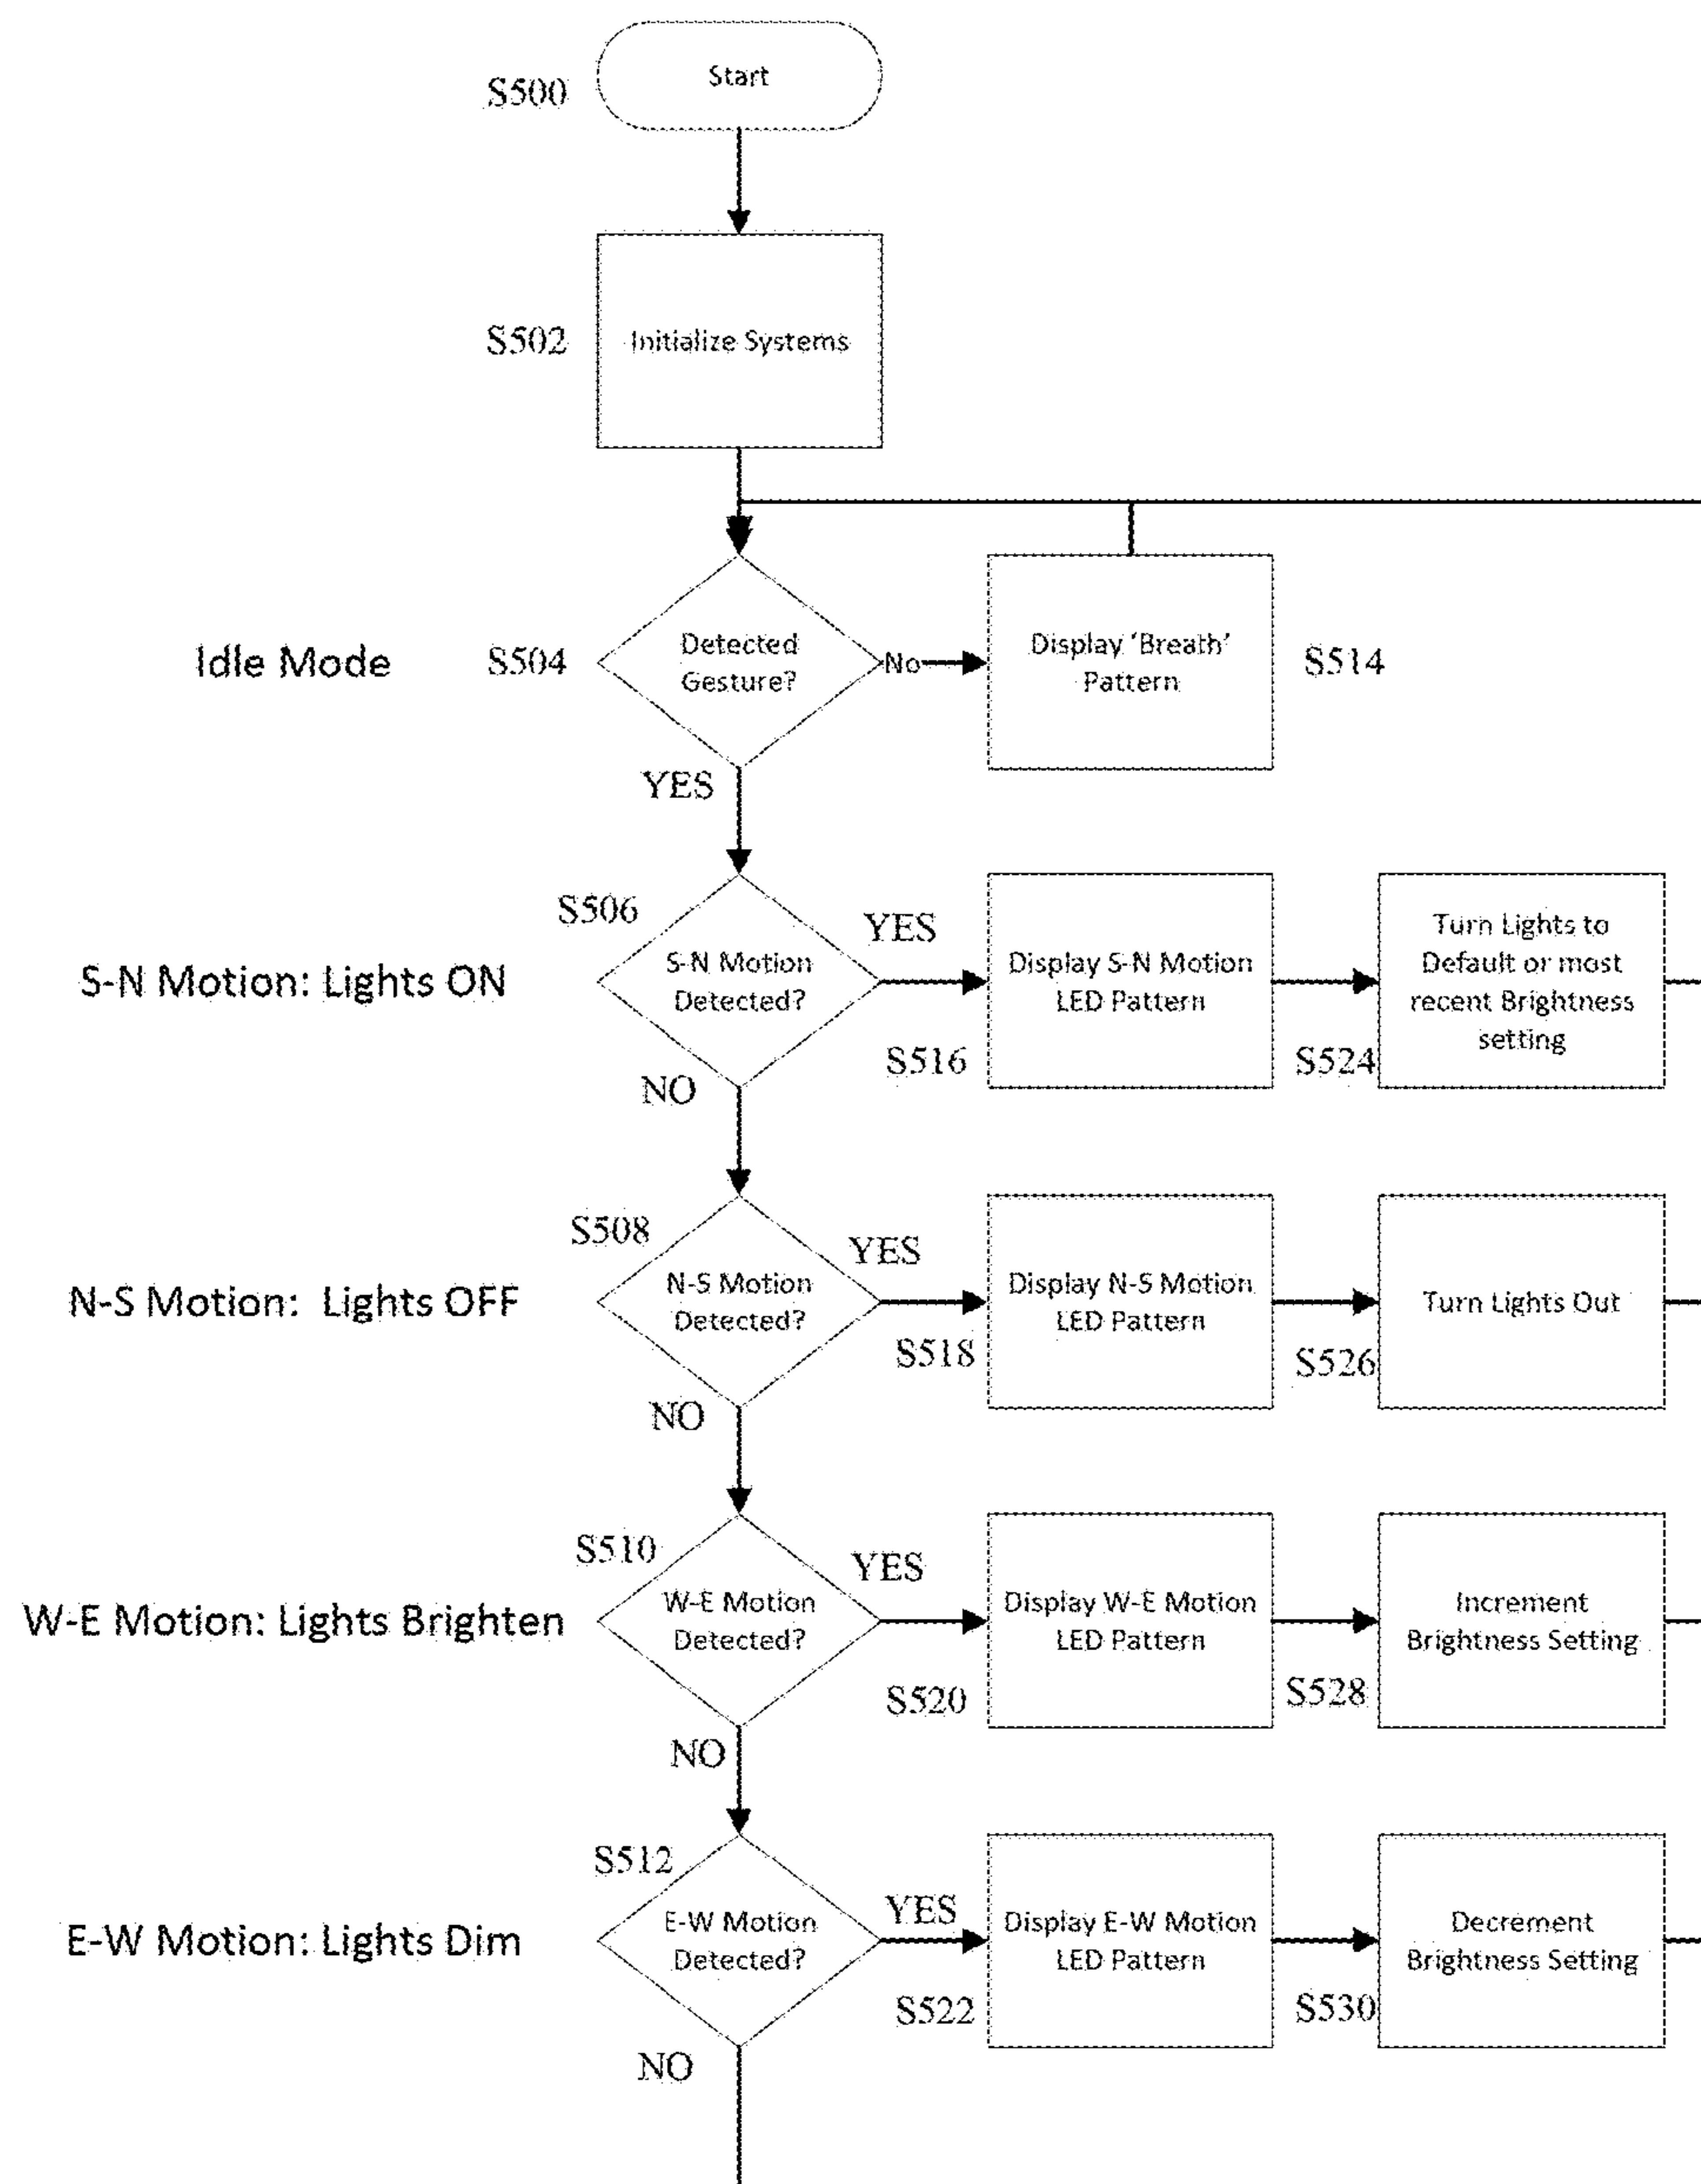 S500
Start
S502
Initialize Systems
Idle Mode
S504
Detected
Gesture?
No
Display 'Breath'
Pattern
S514
YES
S506
YES
S-N Motion: Lights ON
S-N Motion
Detected?
Display S-N Motion
LED Pattern
Turn Lights to
Default or most
recent Brightness
setting
S516
S524
NO
S508
YES
N-S Motion: Lights OFF
N-S Motion
Detected?
Display N-S Motion
LED Pattern
Turn Lights Out
S518
S526
NO
S510
YES
W-E Motion: Lights Brighten
W-E Motion
Detected?
Display W-E Motion
LED Pattern
Increment
Brightness Setting
S520
S528
NO
S512
YES
E-W Motion: Lights Dim
E-W Motion
Detected?
Display E-W Motion
LED Pattern
Decrement
Brightness Setting
S522
S530
NO